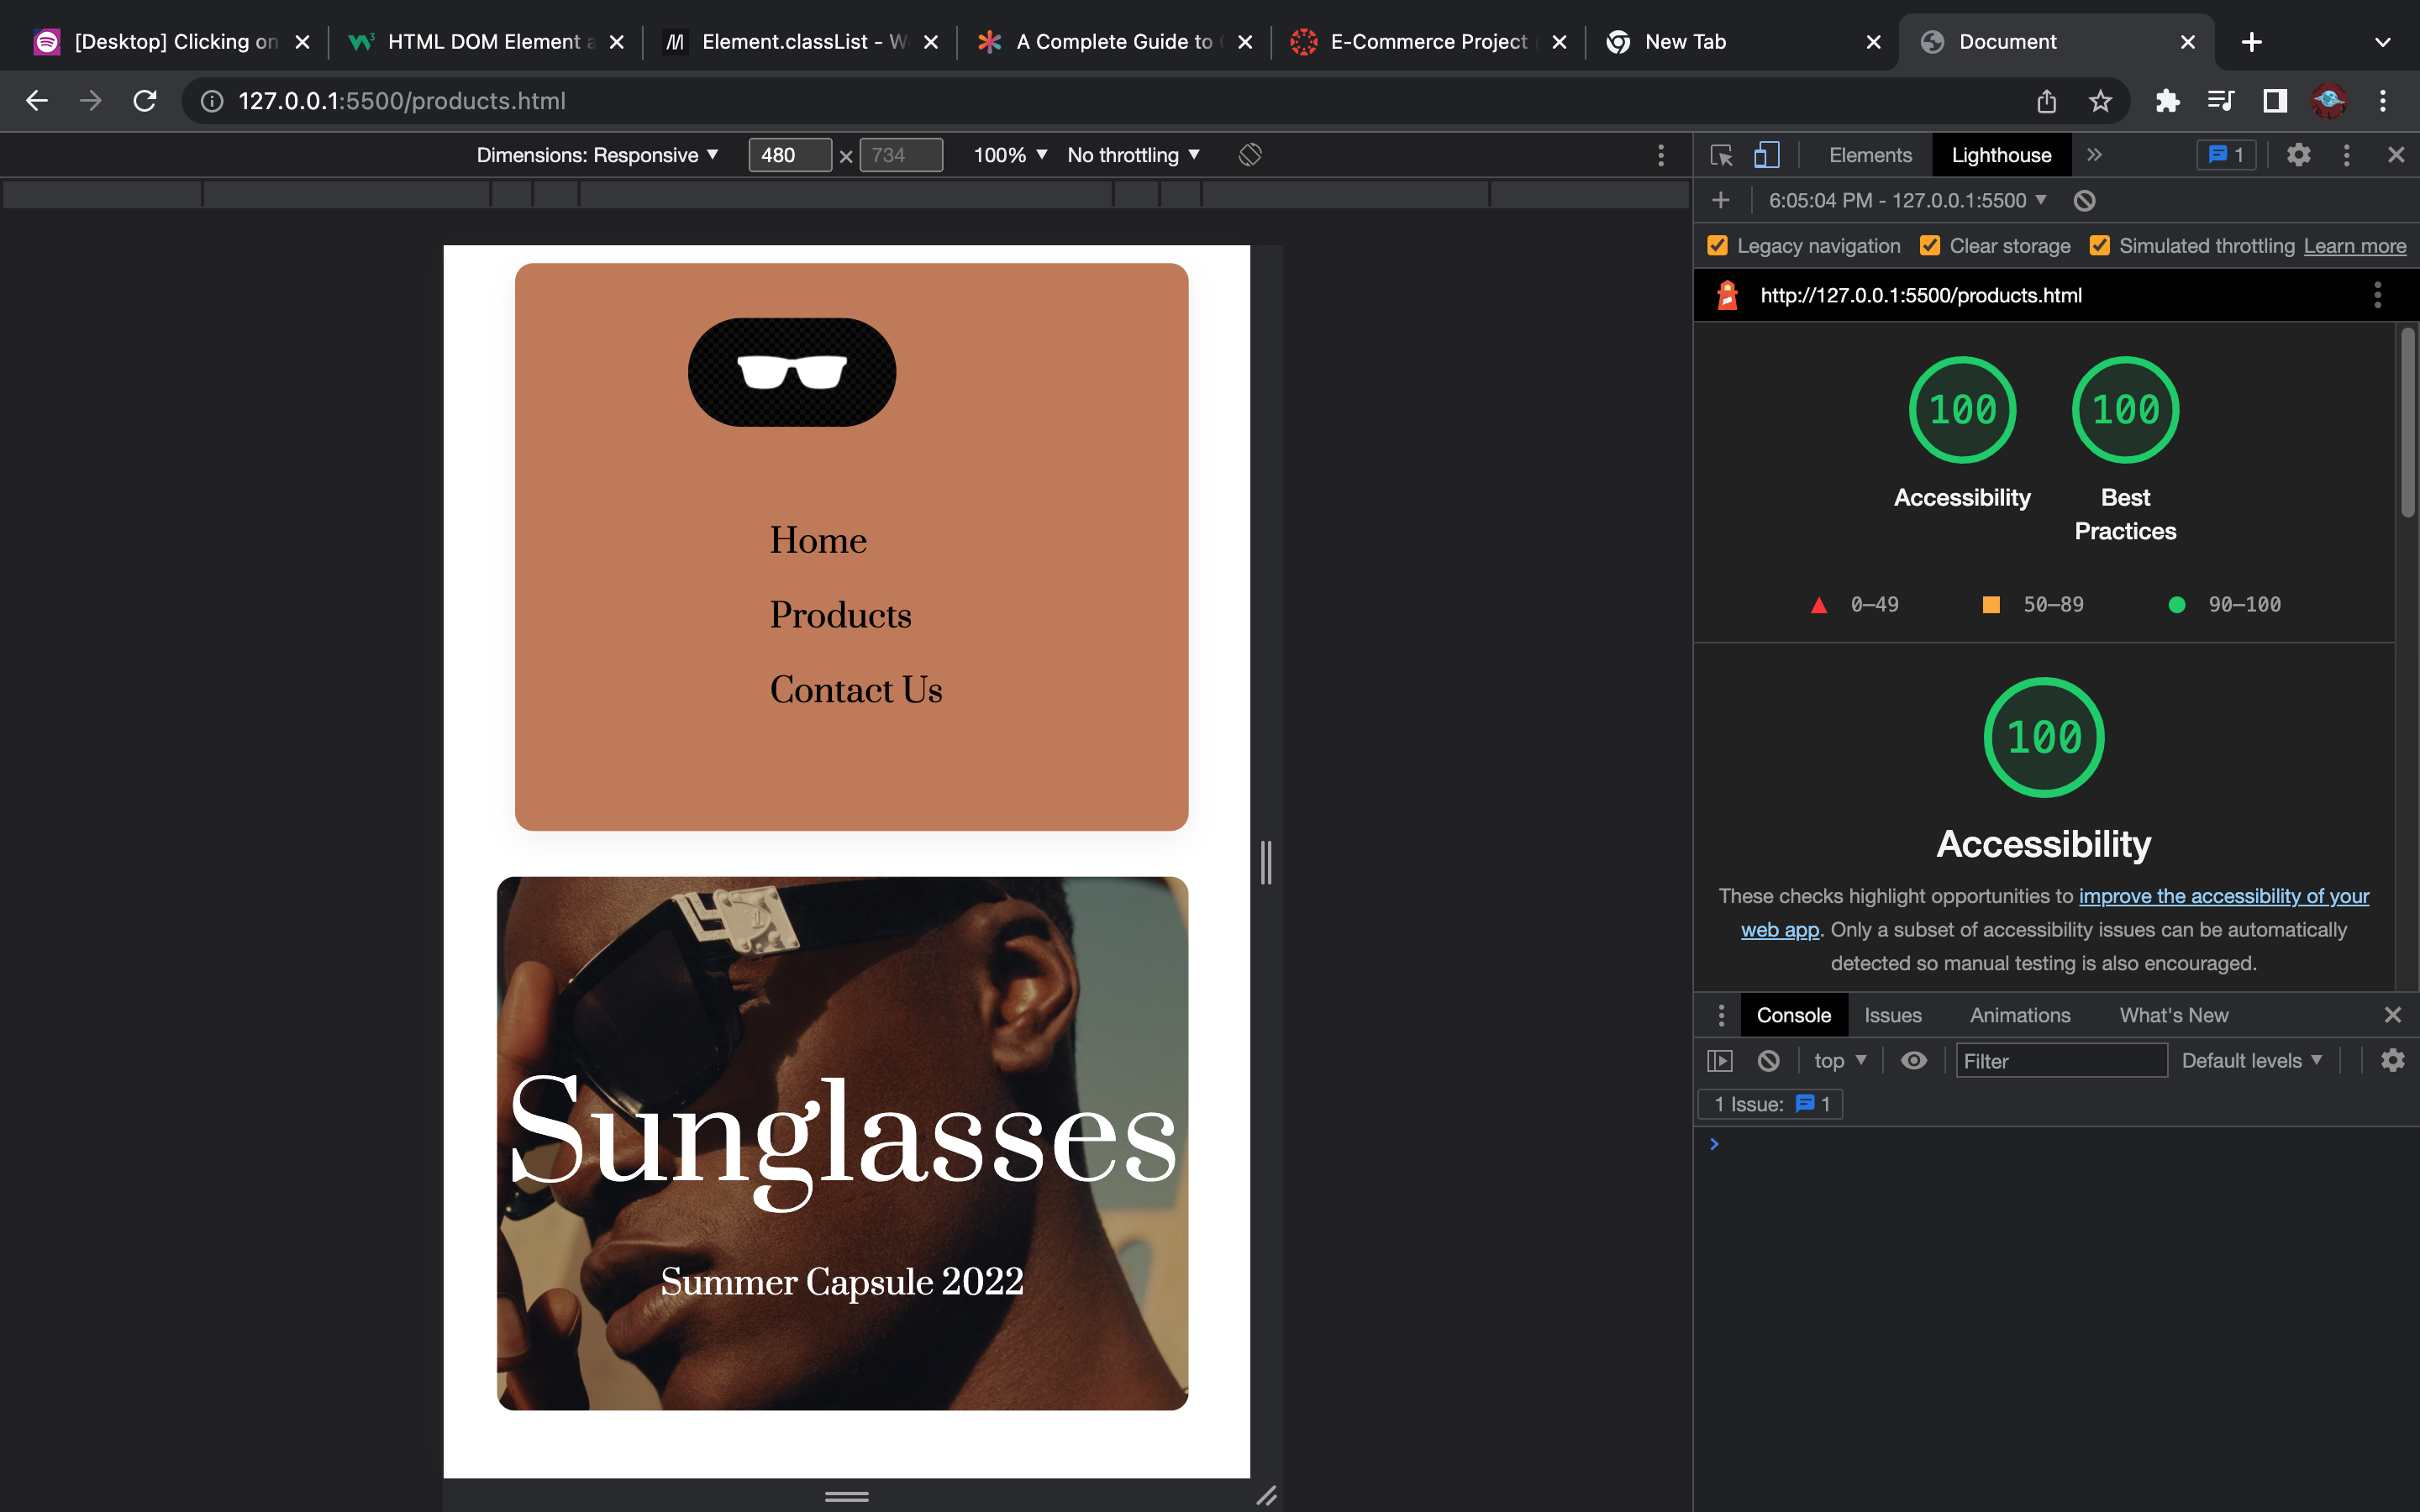 [Desktop] Clicking on
HTML DOM Element
Element.classList - W
A Complete Guide to
E-Commerce Project
New Tab
Document
127.0.0.1:5500/products.html
Dimensions: Responsive
480
×
734
100%
No throttling
Elements
Lighthouse
1
6:05:04 PM - 127.0.0.1:5500
Legacy navigation
Clear storage
Simulated throttling
Learn more
http://127.0.0.1:5500/products.html
100
100
Accessibility
Best
Practices
0–49
50–89
90–100
100
Accessibility
These checks highlight opportunities to improve the accessibility of your
web app. Only a subset of accessibility issues can be automatically
detected so manual testing is also encouraged.
Home
Products
Contact Us
Sunglasses
Summer Capsule 2022
Console
Issues
Animations
What's New
top
Filter
Default levels
1 Issue:
1